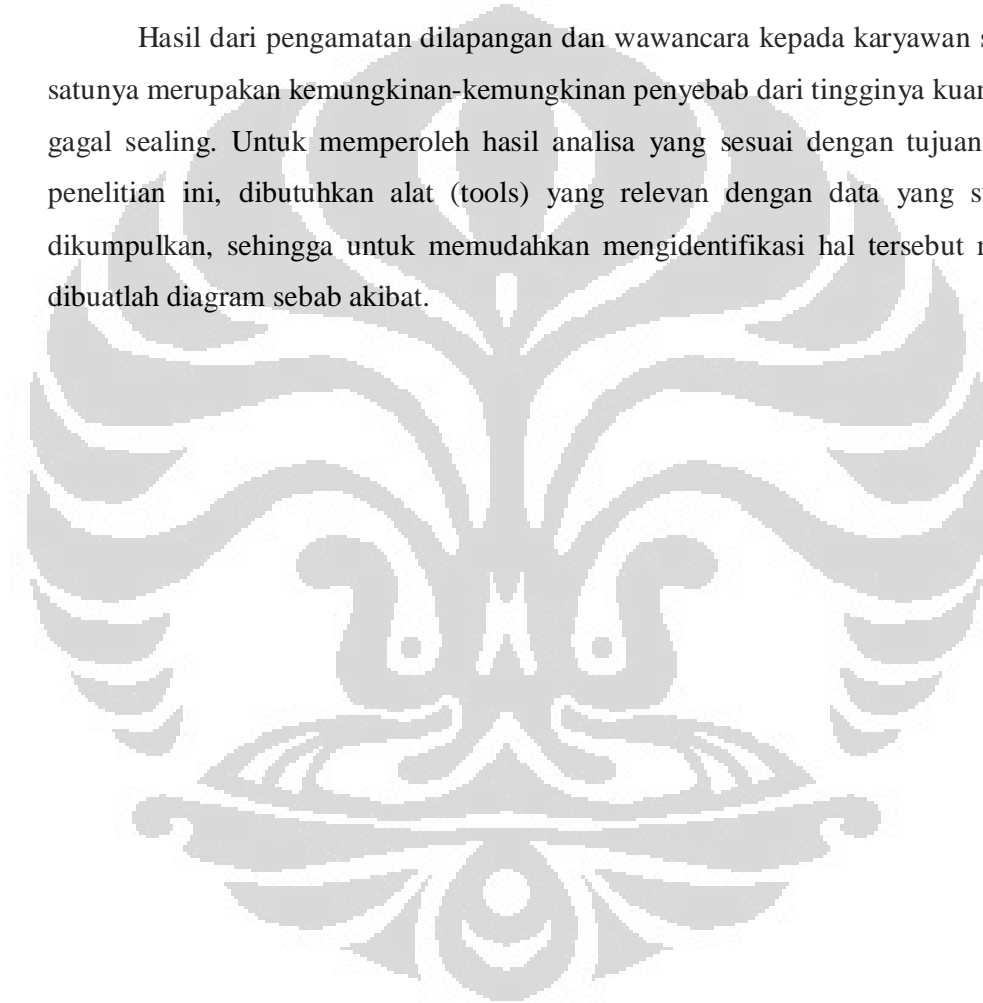 Hasil dari pengamatan dilapangan dan wawancara kepada karyawan
satunya merupakan kemungkinan-kemungkinan penyebab dari tingginya
gagal sealing. Untuk memperoleh hasil analisa yang sesuai dengan tujuan
penelitian ini, dibutuhkan alat (tools) yang relevan dengan data yang
dikumpulkan, sehingga untuk memudahkan mengidentifikasi hal tersebut
dibuatlah diagram sebab akibat.